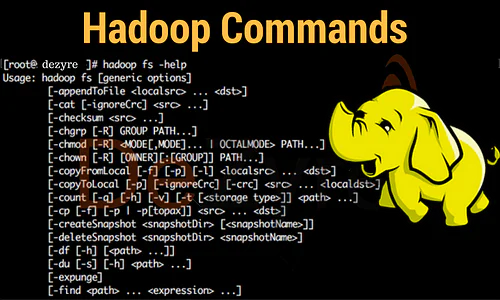 Hadoop Commands
[root@ dezyre ]# hadoop fs -help
Usage: hadoop fs [generic options]
[-appendToFile <localsrc> ... <dst>]
[-cat [-ignoreCrc] <src> ...]
[-checksum <src> ...]
[-chgrp [-R] GROUP PATH...]
[-chmod [-R] <MODE[,MODE]... | OCTALMODE> PATH...]
[-chown [-R] [OWNER][:[GROUP]] PATH...]
[-copyFromLocal [-f] [-p] [-l] <localsrc> ... <dst>]
[-copyToLocal [-p] [-ignoreCrc] [-crc] <src> ... <localdst>]
[-count [-q] [-h] [-v] [-t [<storage type>]] <path> ...]
[-cp [-f] [-p | -p[topax]] <src> ... <dst>]
[-createSnapshot <snapshotDir> [<snapshotName>]]
[-deleteSnapshot <snapshotDir> <snapshotName>]
[-df [-h] [<path> ...]]
[-du [-s] [-h] <path> ...]
[-expunge]
[-find <path> ... <expression> ...]